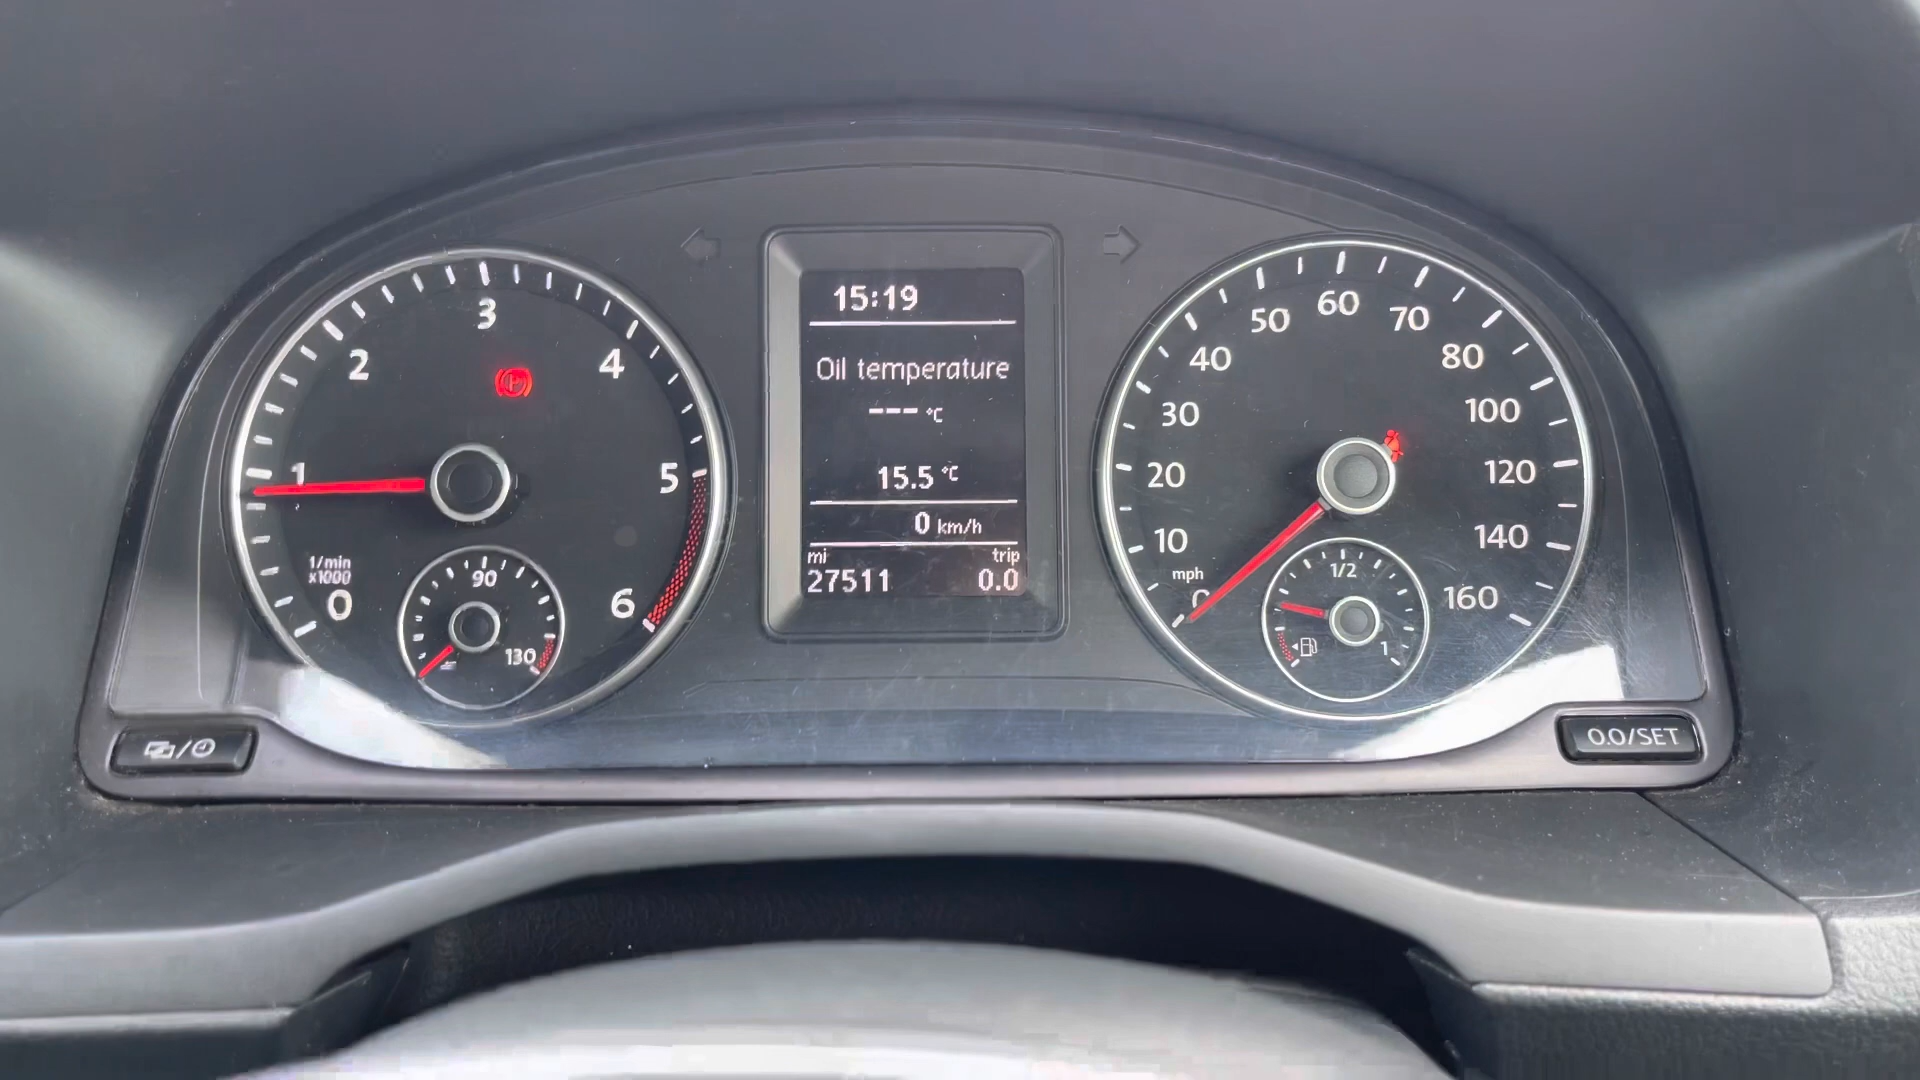 1
2
3
4
5
6
0
1/min
x1000
90
130
15:19
Oil temperature
--- °C
15.5 °C
0 km/h
mi trip
27511 0.0
0
10
20
30
40
50
60
70
80
100
120
140
160
mph
1/2
1
0.0/SET